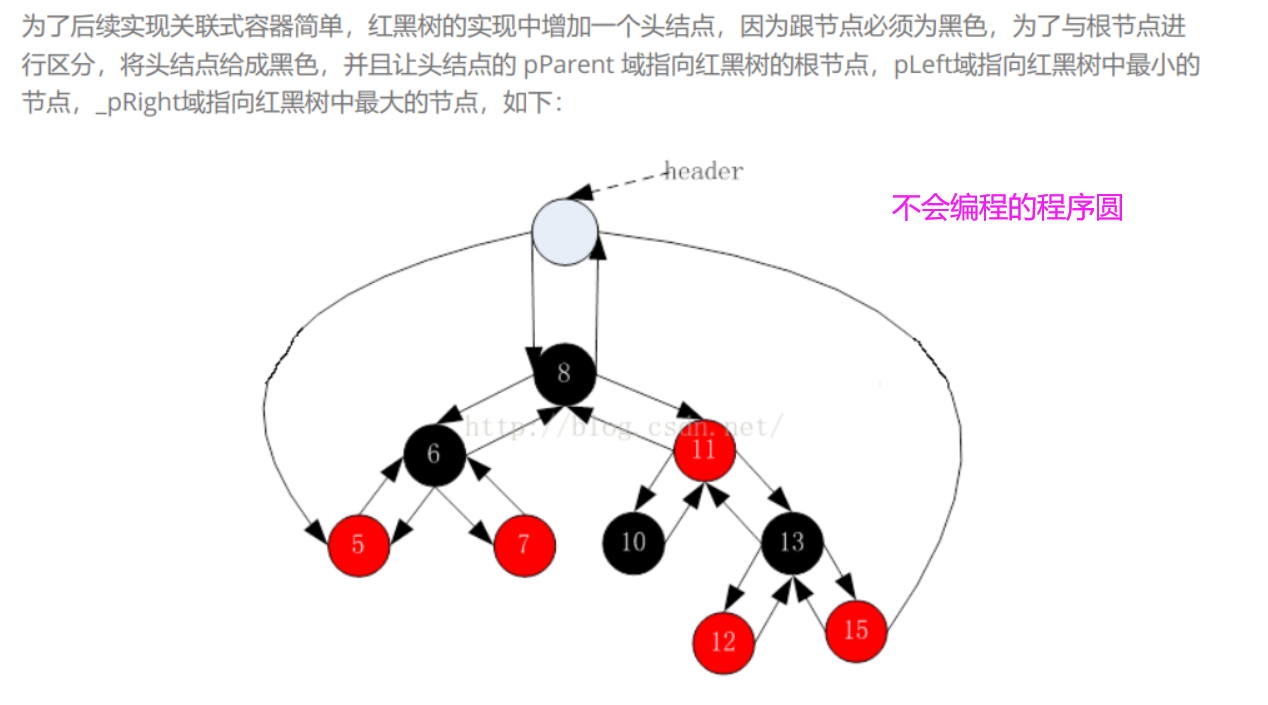 为了后续实现关联式容器简单，红黑树的实现中增加一个头结点，因为跟节点必须为黑色，为了与根节点进
行区分，将头结点给成黑色，并且让头结点的 pParent 域指向红黑树的根节点，pLeft域指向红黑树中最小的
节点，_pRight域指向红黑树中最大的节点，如下：
header
不会编程的程序圆
8
http://blog.csdn.net/
6
11
5
7
10
13
12
15